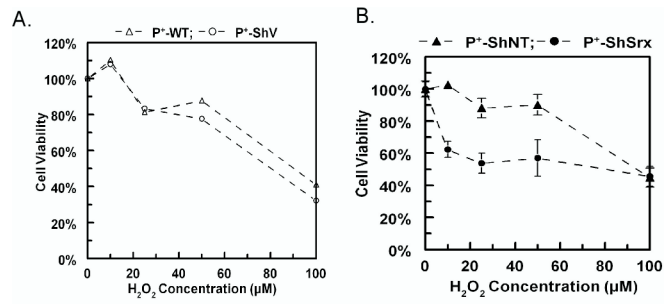 A.
P⁺-WT; P⁺-ShV
120%
100%
80%
60%
40%
20%
0%
Cell Viability
0 20 40 60 80 100
H₂O₂ Concentration (µM)
B.
P⁺-ShNT; P⁺-ShSrx
120%
100%
80%
60%
40%
20%
0%
Cell Viability
0 20 40 60 80 100
H₂O₂ Concentration (µM)